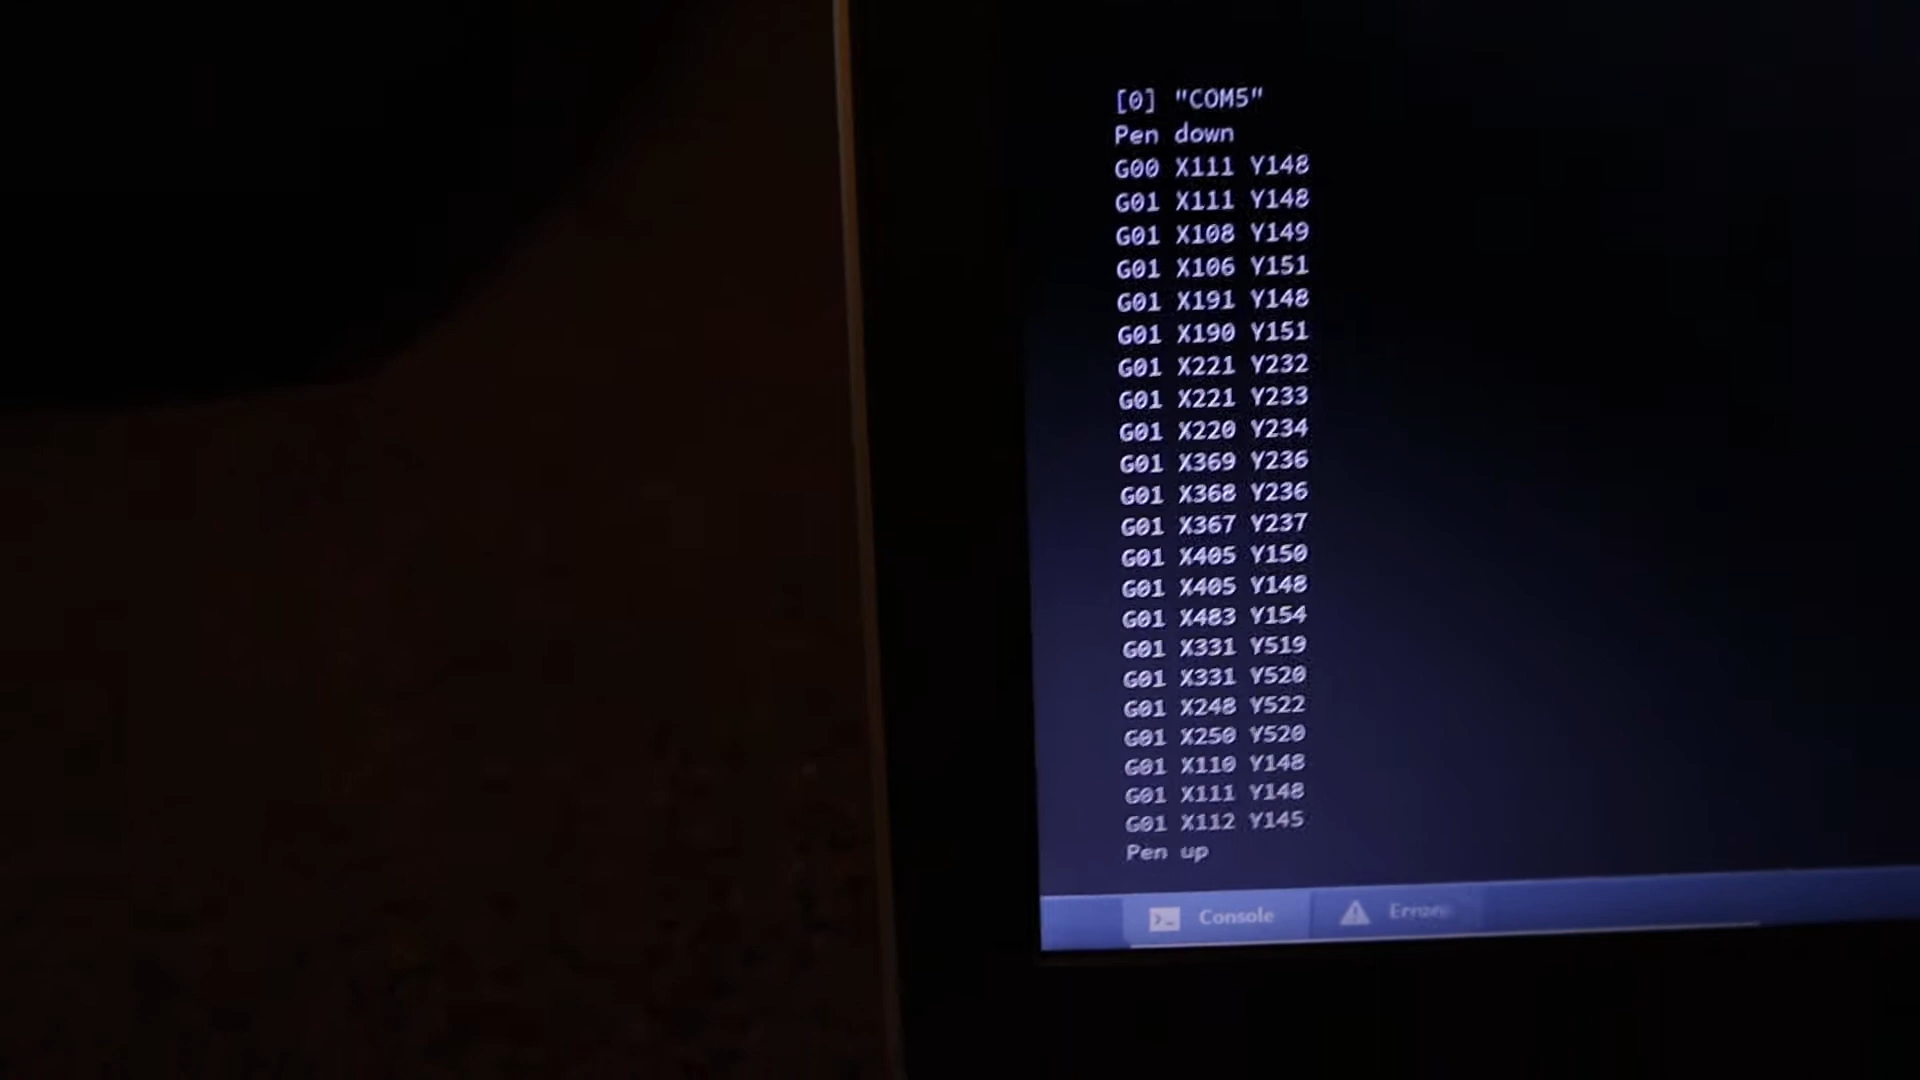 [0] "COM5"
Pen down
G00 X111 Y148
G01 X111 Y148
G01 X108 Y149
G01 X106 Y151
G01 X191 Y148
G01 X190 Y151
G01 X221 Y232
G01 X221 Y233
G01 X220 Y234
G01 X369 Y236
G01 X368 Y236
G01 X367 Y237
G01 X405 Y150
G01 X405 Y148
G01 X483 Y154
G01 X331 Y519
G01 X331 Y520
G01 X248 Y522
G01 X250 Y520
G01 X110 Y148
G01 X111 Y148
G01 X112 Y145
Pen up
Console
Errors